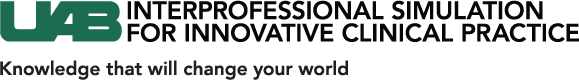 UAB INTERPROFESSIONAL SIMULATION
FOR INNOVATIVE CLINICAL PRACTICE
Knowledge that will change your world